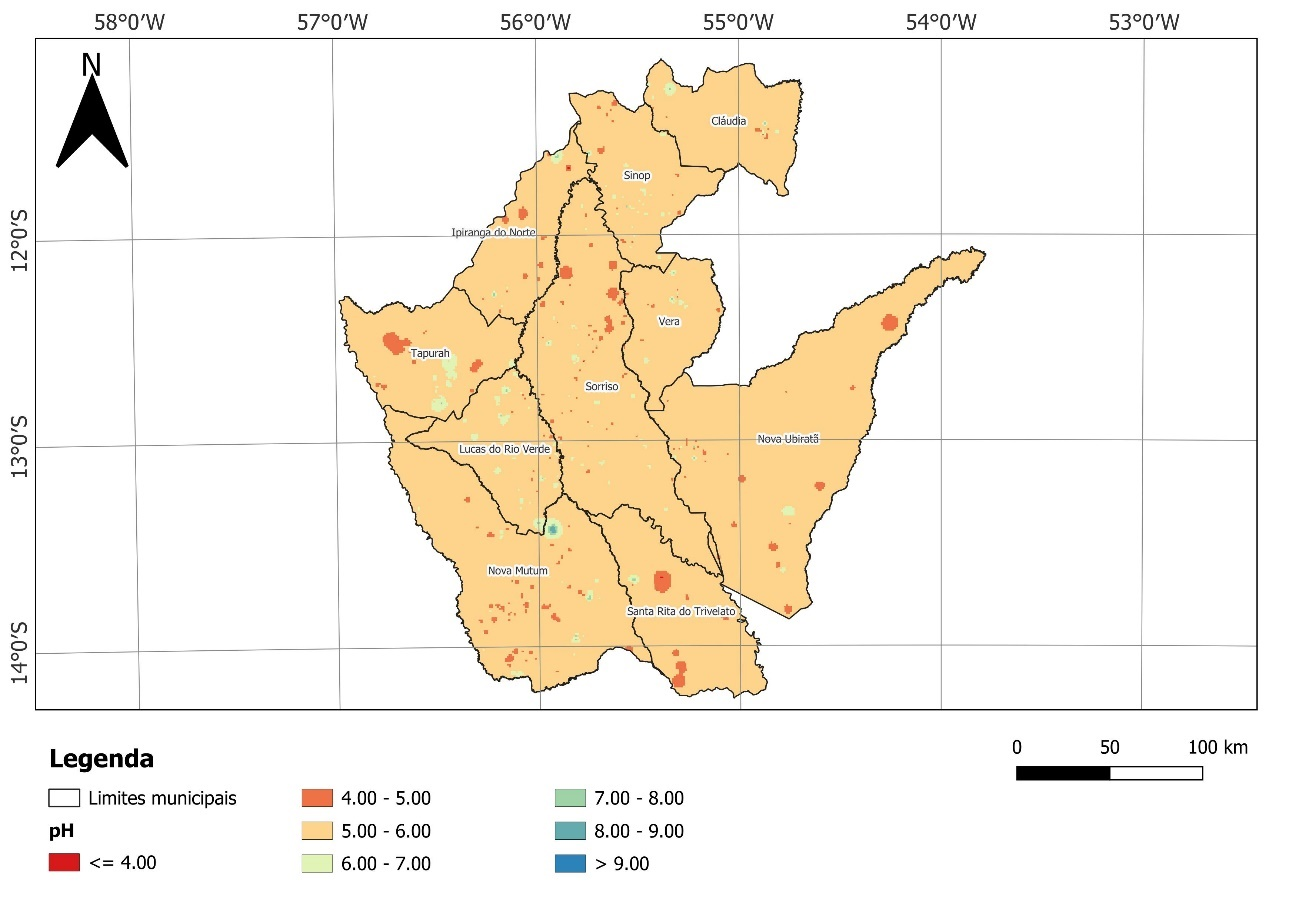 58°0'W 57°0'W 56°0'W 55°0'W 54°0'W 53°0'W
N
Cláudia
Sinop
12°0'S
Ipiranga do Norte
Vera
Tapurah
Sorriso
13°0'S
Nova Ubiratã
Lucas do Rio Verde
Nova Mutum
Santa Rita do Trivelato
14°0'S
Legenda
0 50 100 km
Limites municipais
4.00 - 5.00
7.00 - 8.00
pH
5.00 - 6.00
8.00 - 9.00
<= 4.00
6.00 - 7.00
> 9.00